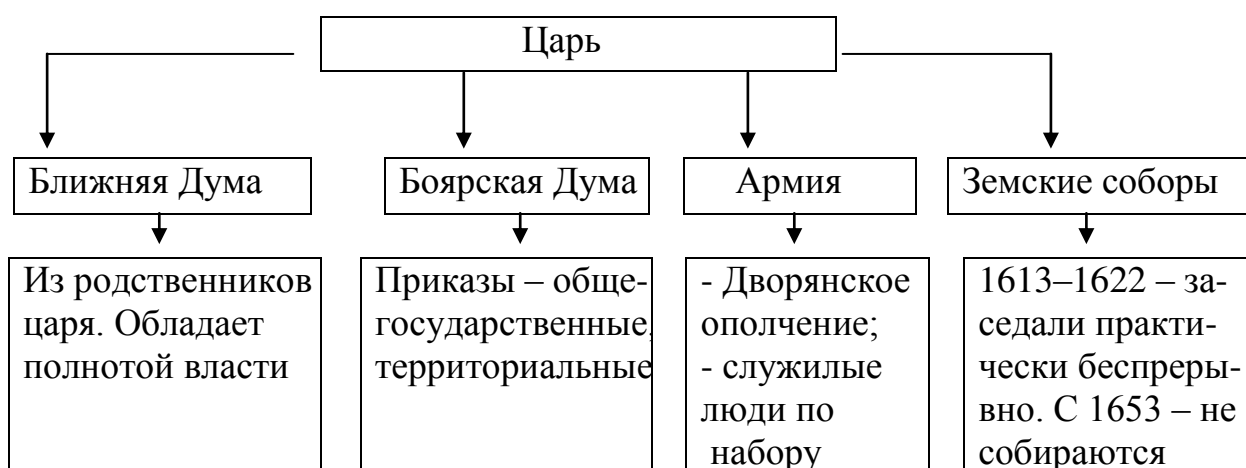 Царь
Ближняя Дума
Боярская Дума
Армия
Земские соборы
Из родственников
царя. Обладает
полнотой власти
Приказы – обще-
государственные,
территориальные
- Дворянское
ополчение;
- служилые
люди по
набору
1613–1622 – за-
седали практи-
чески беспреры-
вно. С 1653 – не
собираются